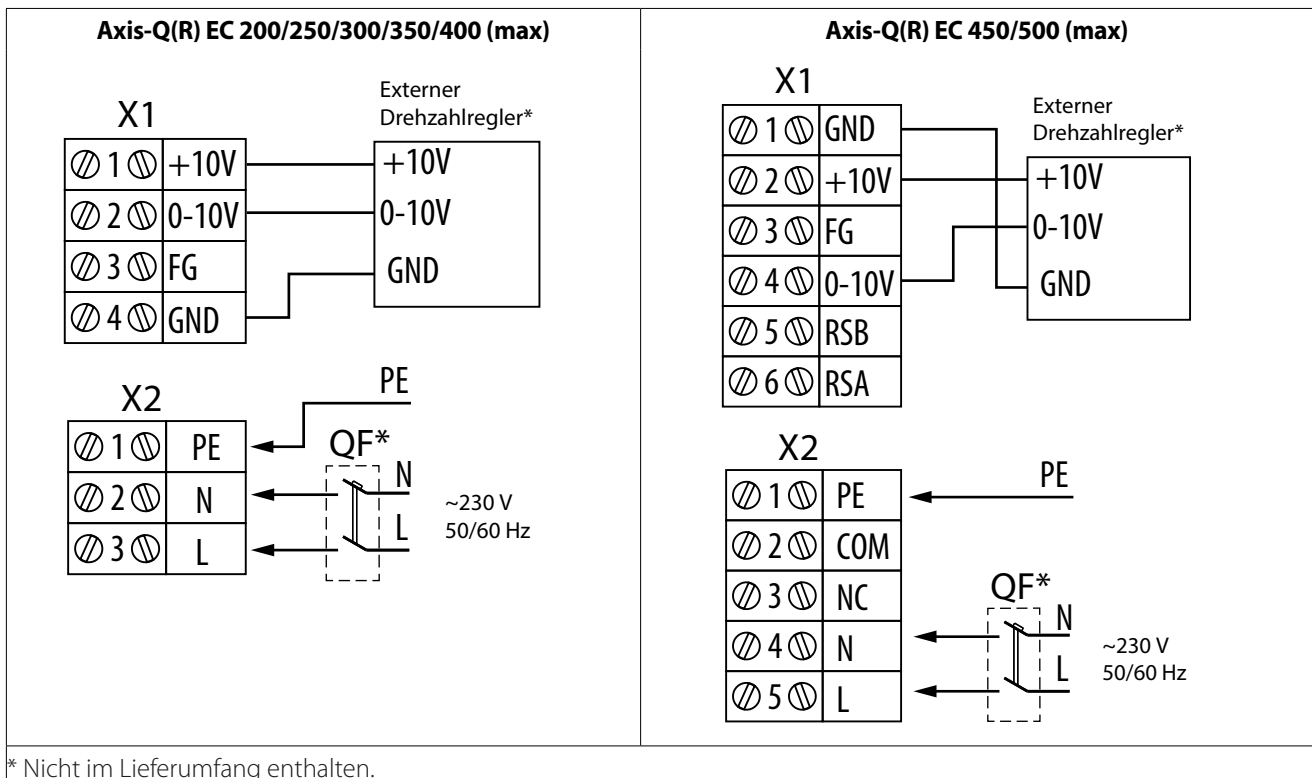 Axis-Q(R) EC 200/250/300/350/400 (max)
X1
Externer
Drehzahlregler*
1 +10V
2 0-10V
3 FG
4 GND
+10V
0-10V
GND
X2
1 PE
2 N
3 L
PE
QF*
N
L
~230 V
50/60 Hz
Axis-Q(R) EC 450/500 (max)
X1
Externer
Drehzahlregler*
1 GND
2 +10V
3 FG
4 0-10V
5 RSB
6 RSA
+10V
0-10V
GND
X2
1 PE
2 COM
3 NC
4 N
5 L
PE
QF*
N
L
~230 V
50/60 Hz
* Nicht im Lieferumfang enthalten.